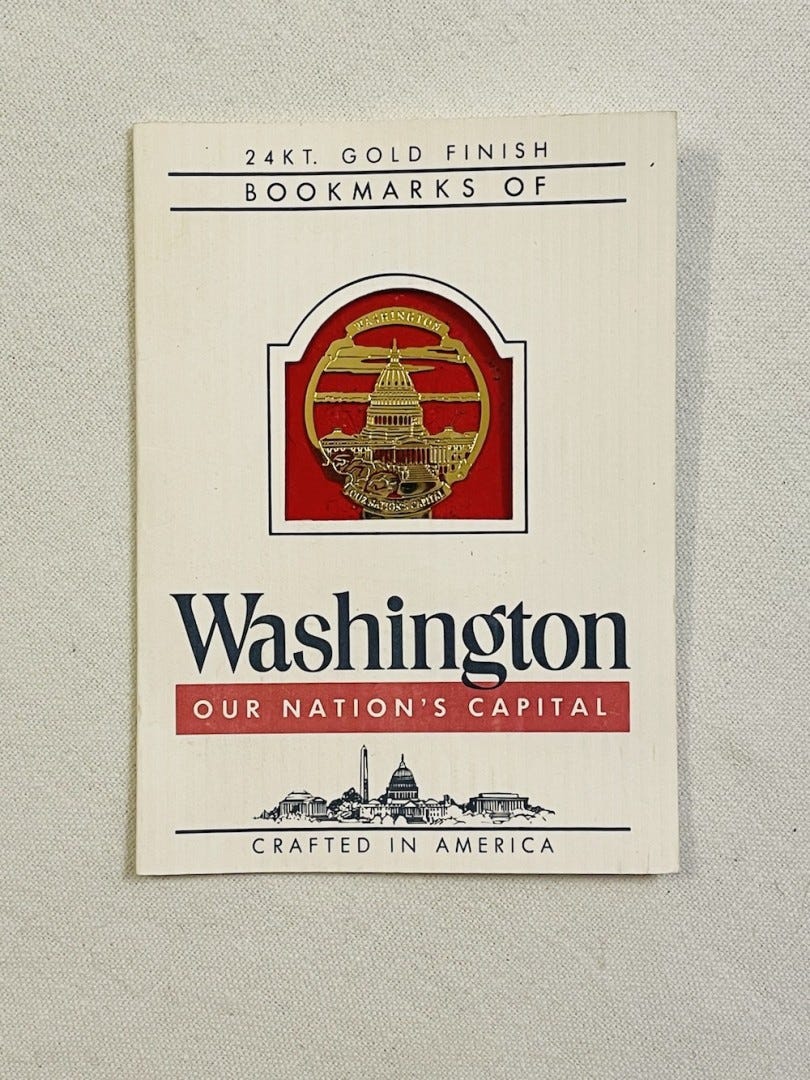 24KT. GOLD FINISH
BOOKMARKS OF
WASHINGTON
OUR NATION'S CAPITAL
Washington
OUR NATION'S CAPITAL
CRAFTED IN AMERICA